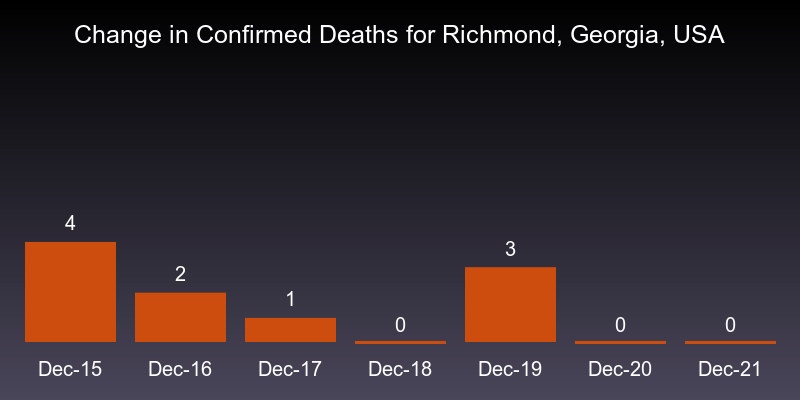 Change in Confirmed Deaths for Richmond, Georgia, USA
4
2
1
0
3
0
0
Dec-15
Dec-16
Dec-17
Dec-18
Dec-19
Dec-20
Dec-21